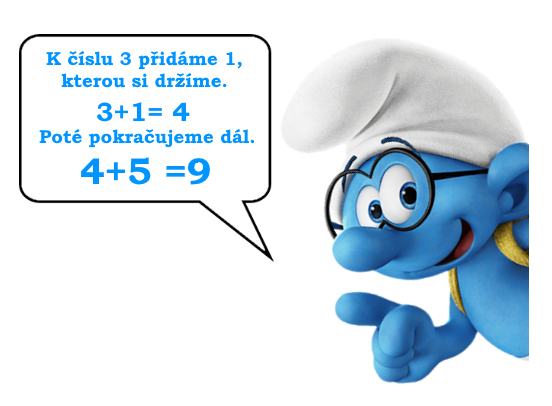 K číslu 3 přidáme 1,
kterou si držíme.
3+1= 4
Poté pokračujeme dál.
4+5 =9